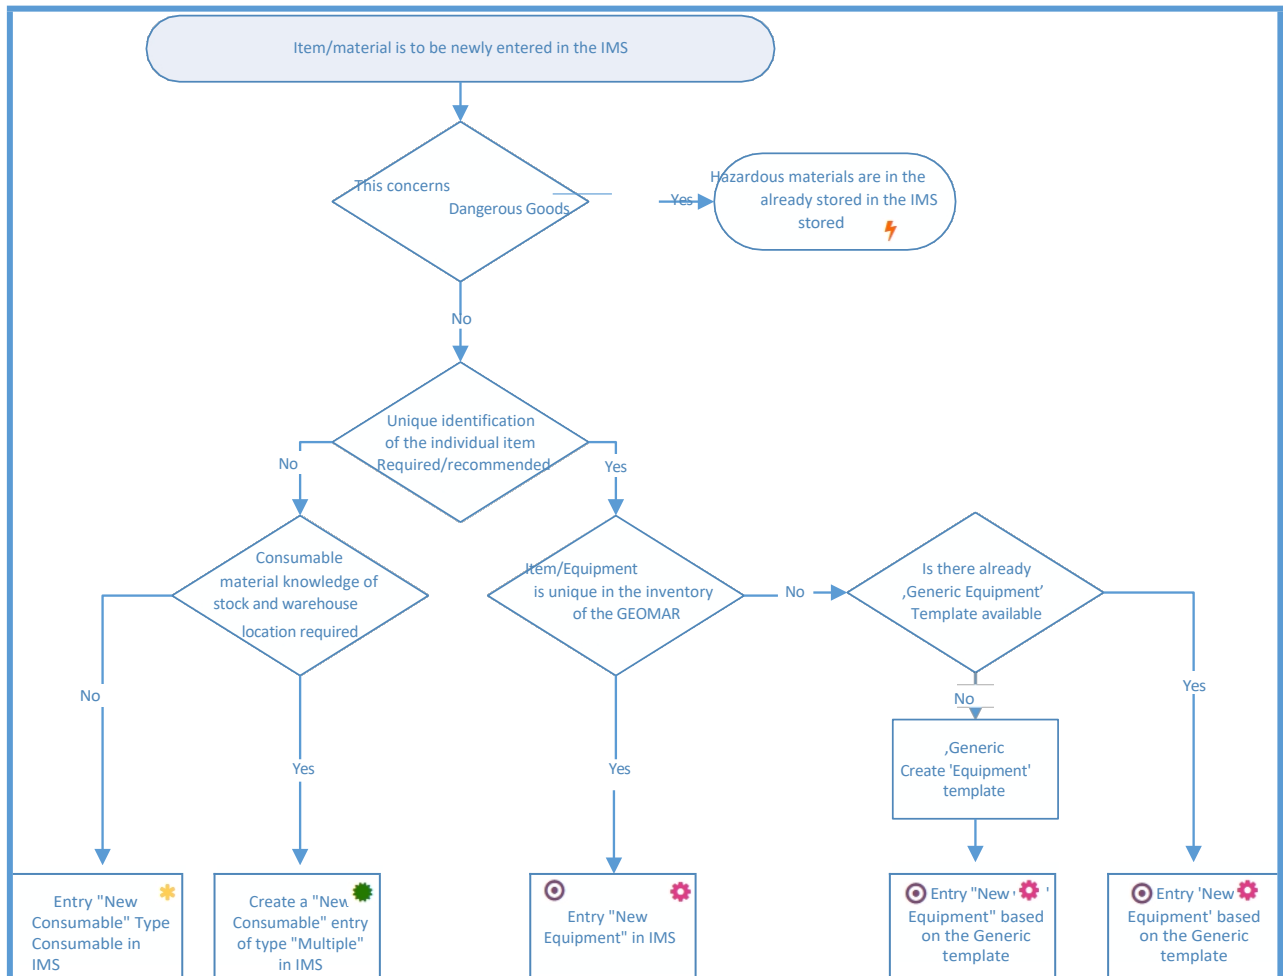 Item/material is to be newly entered in the IMS
This concerns
Dangerous Goods
Yes
Hazardous materials are in the
already stored in the IMS
stored
No
Unique identification
of the individual item
Required/recommended
No
Yes
Consumable
material knowledge of
stock and warehouse
location required
Item/Equipment
is unique in the inventory
of the GEOMAR
No
Is there already
‚Generic Equipment’
Template available
No
Yes
No
Yes
Yes
‚Generic
Create 'Equipment'
template
Entry "New
Consumable" Type
Consumable in
IMS
Create a "New
Consumable" entry
of type "Multiple"
in IMS
Entry "New
Equipment" in IMS
Entry "New ' '
Equipment" based
on the Generic
template
Entry 'New
Equipment' based
on the Generic
template